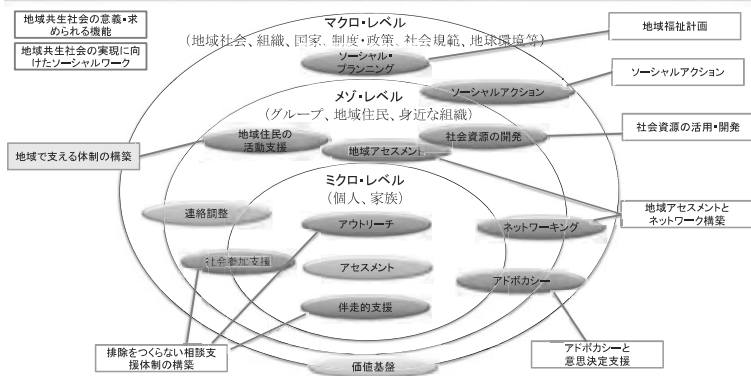 地域共生社会の意義・求
められる機能
地域共生社会の実現に向
けたソーシャルワーク
マクロ・レベル
(地域社会、組織、国家、制度・政策、社会規範、地球環境等)
ソーシャル・
プランニング
地域福祉計画
ソーシャルアクション
ソーシャルアクション
メゾ・レベル
(グループ、地域住民、身近な組織)
地域住民の
活動支援
社会資源の開発
社会資源の活用・開発
地域で支える体制の構築
地域アセスメント
ミクロ・レベル
(個人、家族)
連絡調整
アウトリーチ
ネットワーキング
地域アセスメントと
ネットワーク構築
社会参加支援
アセスメント
アドボカシー
伴走的支援
排除をつくらない相談支
援体制の構築
価値基盤
アドボカシーと
意思決定支援